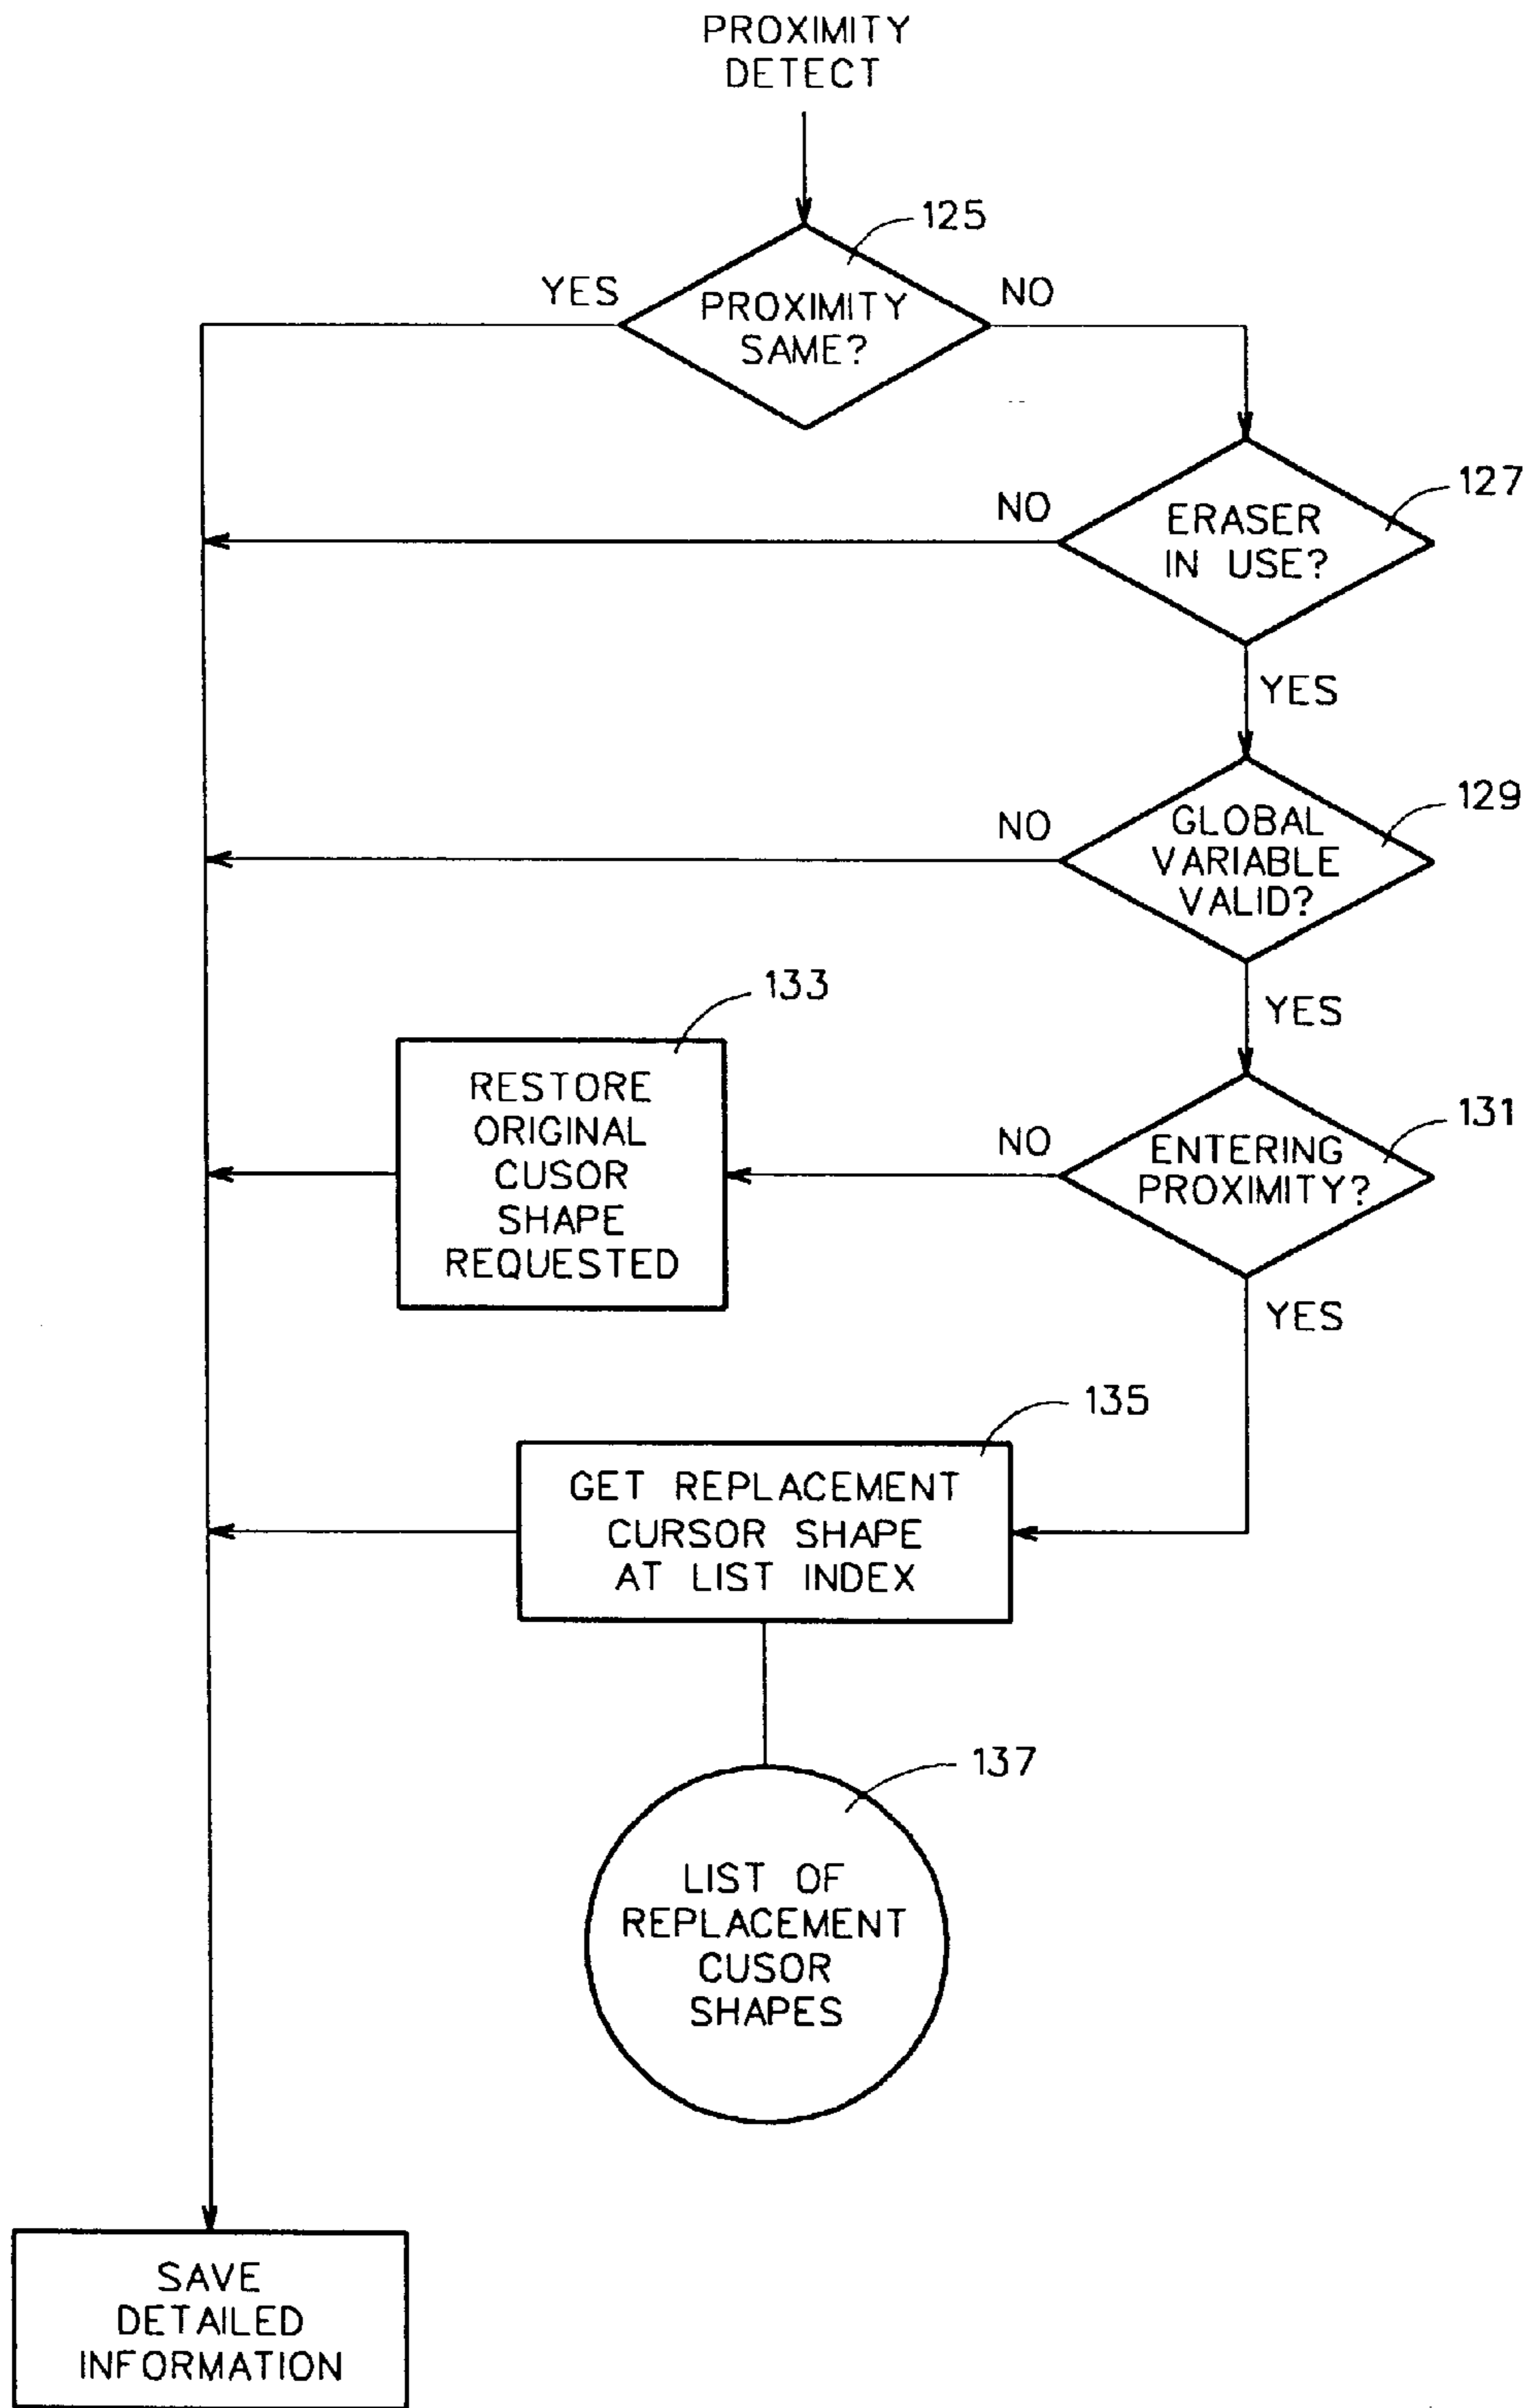 PROXIMITY
DETECT
125
YES
PROXIMITY
SAME?
NO
127
NO
ERASER
IN USE?
YES
129
NO
GLOBAL
VARIABLE
VALID?
YES
133
RESTORE
ORIGINAL
CUSOR
SHAPE
REQUESTED
131
NO
ENTERING
PROXIMITY?
YES
135
GET REPLACEMENT
CURSOR SHAPE
AT LIST INDEX
137
LIST OF
REPLACEMENT
CUSOR
SHAPES
SAVE
DETAILED
INFORMATION